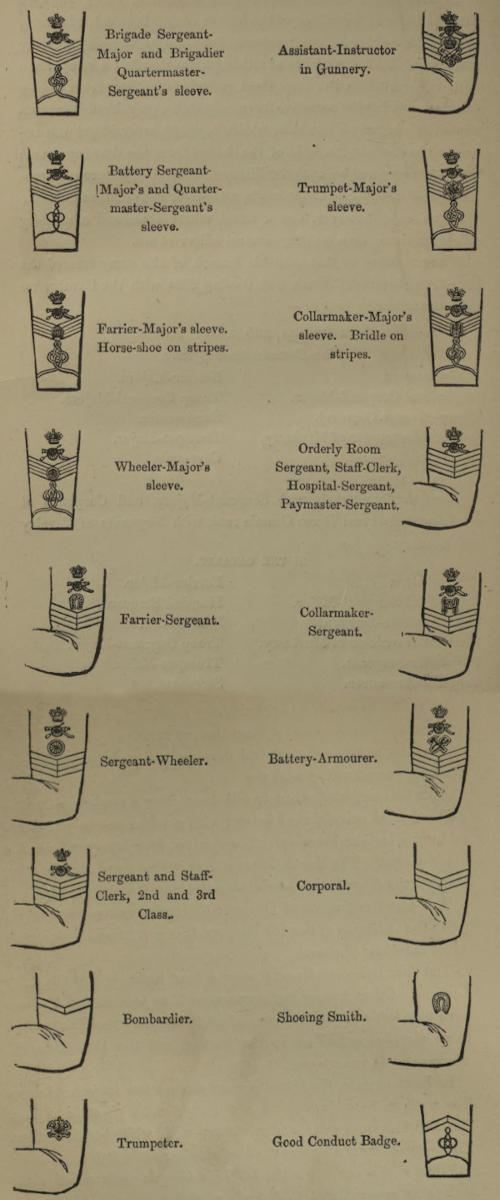 Brigade Sergeant-
Major and Brigadier
Quartermaster-
Sergeant's sleeve.
Assistant-Instructor
in Gunnery.
Battery Sergeant-
Major's and Quarter-
master-Sergeant's
sleeve.
Trumpet-Major's
sleeve.
Farrier-Major's sleeve.
Horse-shoe on stripes.
Collarmaker-Major's
sleeve. Bridle on
stripes.
Wheeler-Major's
sleeve.
Orderly Room
Sergeant, Staff-Clerk,
Hospital-Sergeant,
Paymaster-Sergeant.
Farrier-Sergeant.
Collarmaker-
Sergeant.
Sergeant-Wheeler.
Battery-Armourer.
Sergeant and Staff-
Clerk, 2nd and 3rd
Class.
Corporal.
Bombardier.
Shoeing Smith.
Trumpeter.
Good Conduct Badge.